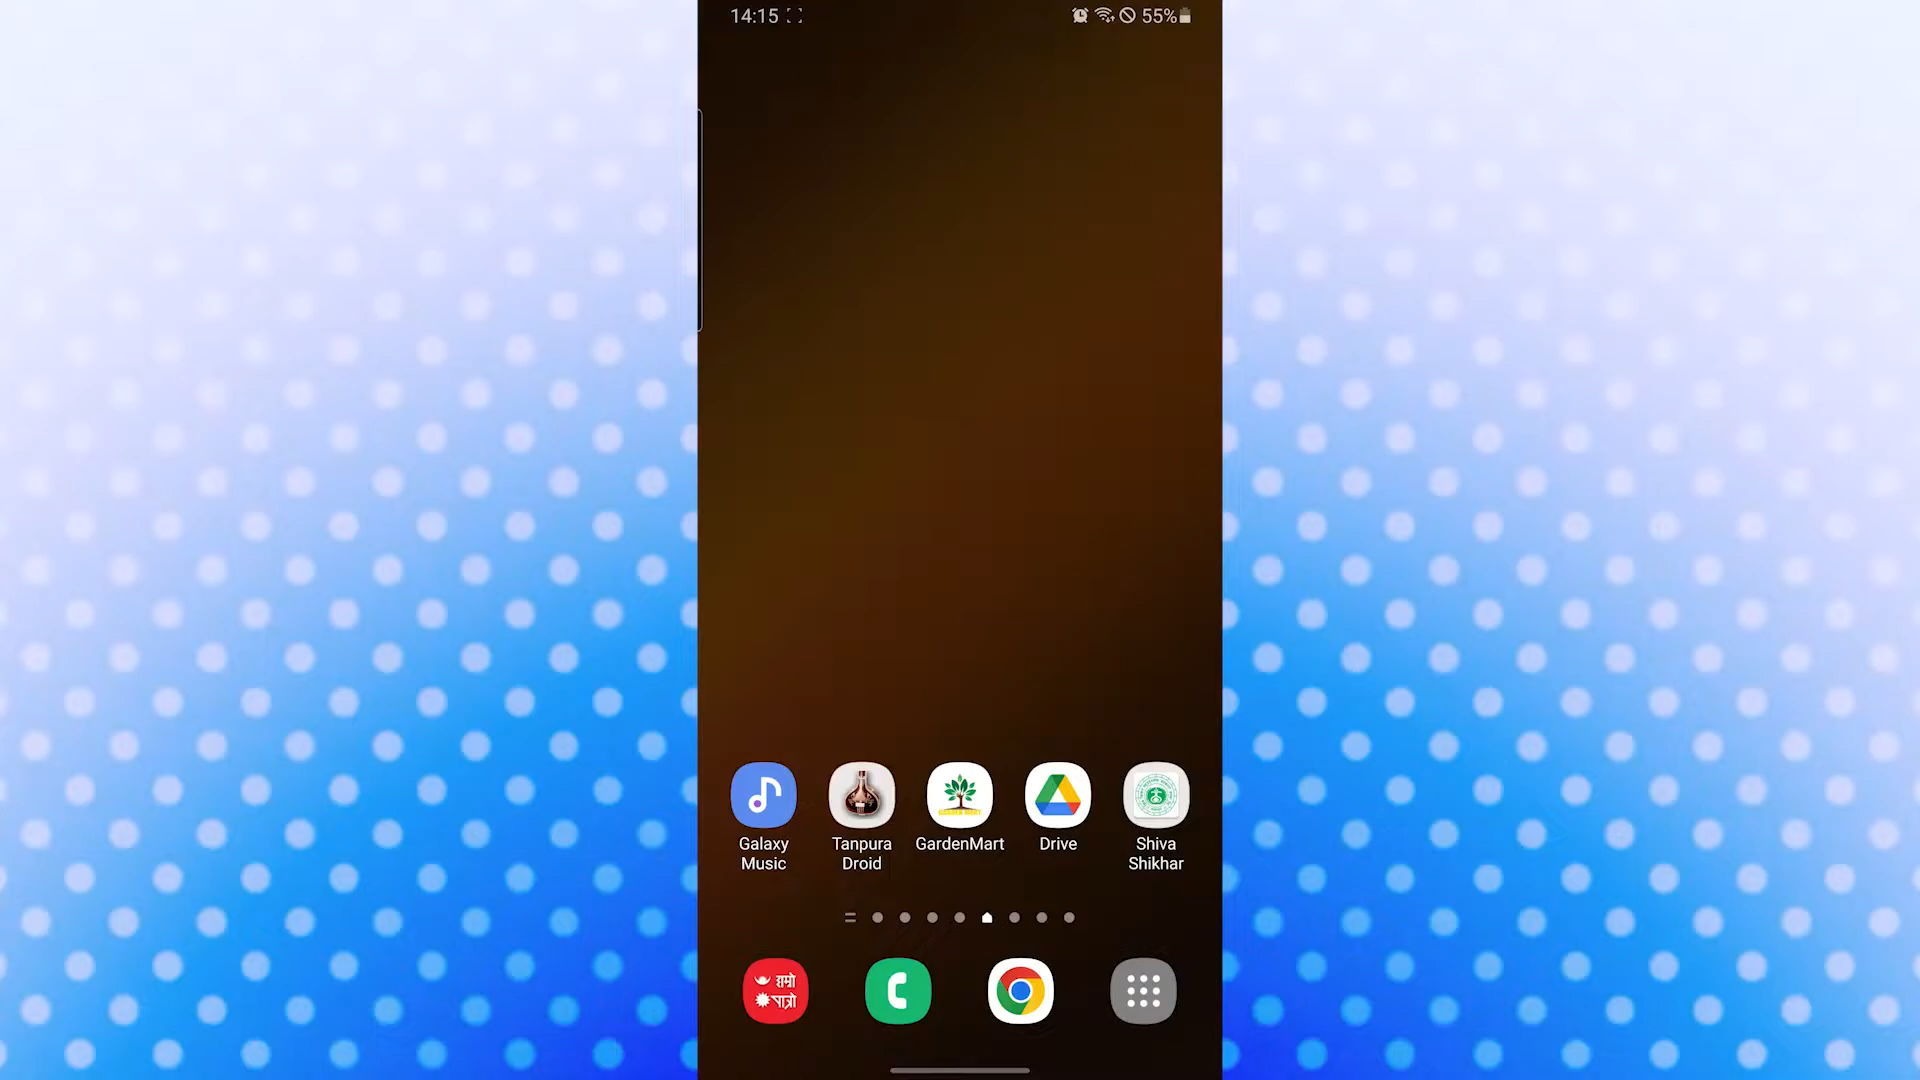 14:15
55%
Galaxy
Music
Tanpura
Droid
GardenMart
Drive
Shiva
Shikhar
हाम्रो
पात्रो